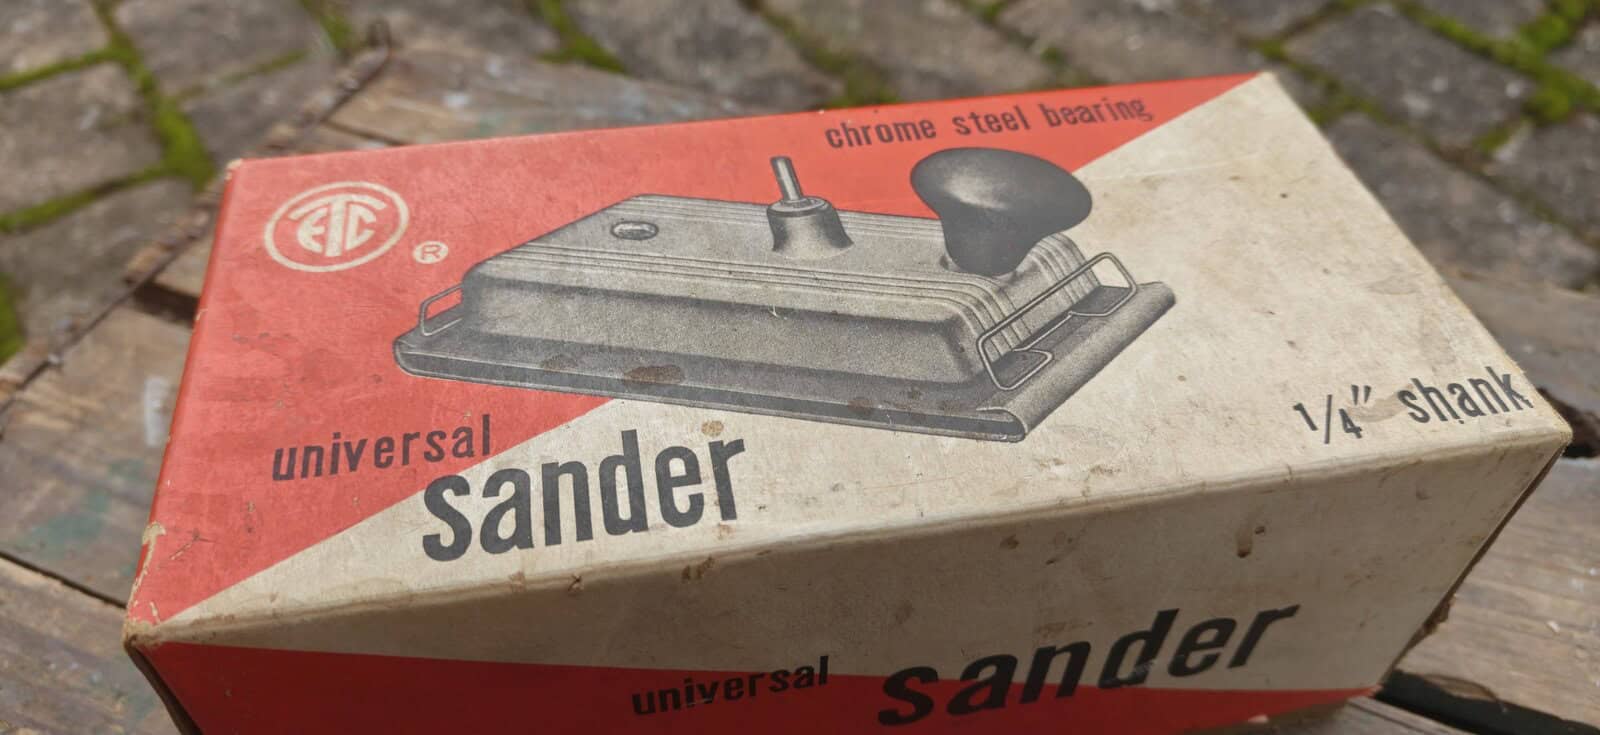 chrome steel bearing
ETC
®
universal
sander
1/4" shank
universal sander